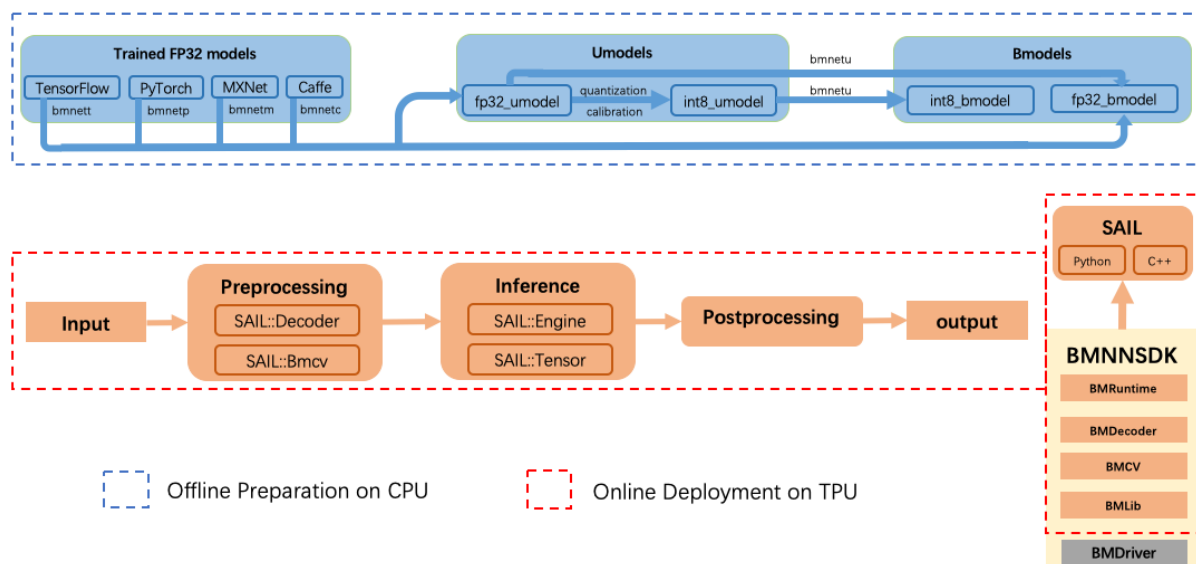 Trained FP32 models
TensorFlow PyTorch MXNet Caffe
bmnett bmnetp bmnetm bmnetc
Umodels
fp32_umodel quantization calibration int8_umodel
bmnetu
bmnetu
Bmodels
int8_bmodel fp32_bmodel
SAIL
Python C++
Input
Preprocessing
SAIL::Decoder
SAIL::Bmcv
Inference
SAIL::Engine
SAIL::Tensor
Postprocessing
output
BMNNSDK
BMRuntime
BMDecoder
BMCV
BMLib
BMDriver
Offline Preparation on CPU
Online Deployment on TPU